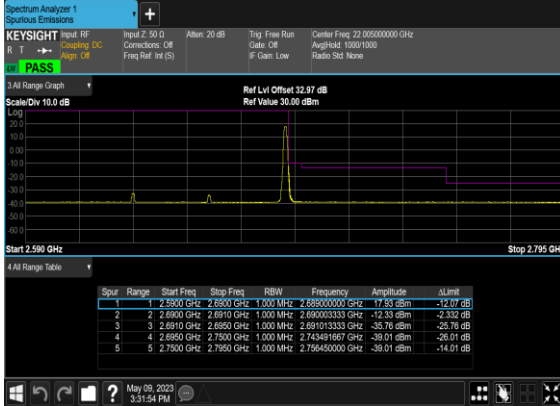 Spectrum Analyzer 1
Spurious Emissions
+
KEYSIGHT Input: RF Input Z: 50 Ω Atten: 20 dB Trig: Free Run Center Freq: 22.005000000 GHz
R T Coupling: DC Corrections: Off Gate: Off Avg|Hold: 1000/1000
Align: Off Freq Ref: Int (S) IF Gain: Low Radio Std: None
PASS
3.All Range Graph
Ref Lvl Offset 32.97 dB
Scale/Div 10.0 dB Ref Value 30.00 dBm
Log
20.0
10.0
0.00
-10.0
-20.0
-30.0
-40.0
-50.0
-60.0
Start 2.590 GHz Stop 2.795 GH
4.All Range Table
Spur Range Start Freq Stop Freq RBW Frequency Amplitude ΔLimit
1 1 2.5900 GHz 2.6900 GHz 1.000 MHz 2.689000000 GHz 17.93 dBm -12.07 dB
2 2 2.6900 GHz 2.6910 GHz 1.000 MHz 2.690003333 GHz -12.33 dBm -2.332 dB
3 3 2.6910 GHz 2.6950 GHz 1.000 MHz 2.691013333 GHz -35.76 dBm -25.76 dB
4 4 2.6950 GHz 2.7500 GHz 1.000 MHz 2.743491667 GHz -39.01 dBm -26.01 dB
5 5 2.7500 GHz 2.7950 GHz 1.000 MHz 2.756450000 GHz -39.01 dBm -14.01 dB
?
May 09, 2023
3:31:54 PM